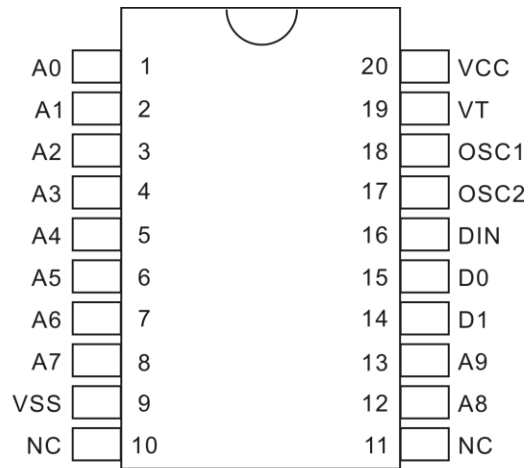 A0 1 20 VCC
A1 2 19 VT
A2 3 18 OSC1
A3 4 17 OSC2
A4 5 16 DIN
A5 6 15 D0
A6 7 14 D1
A7 8 13 A9
VSS 9 12 A8
NC 10 11 NC